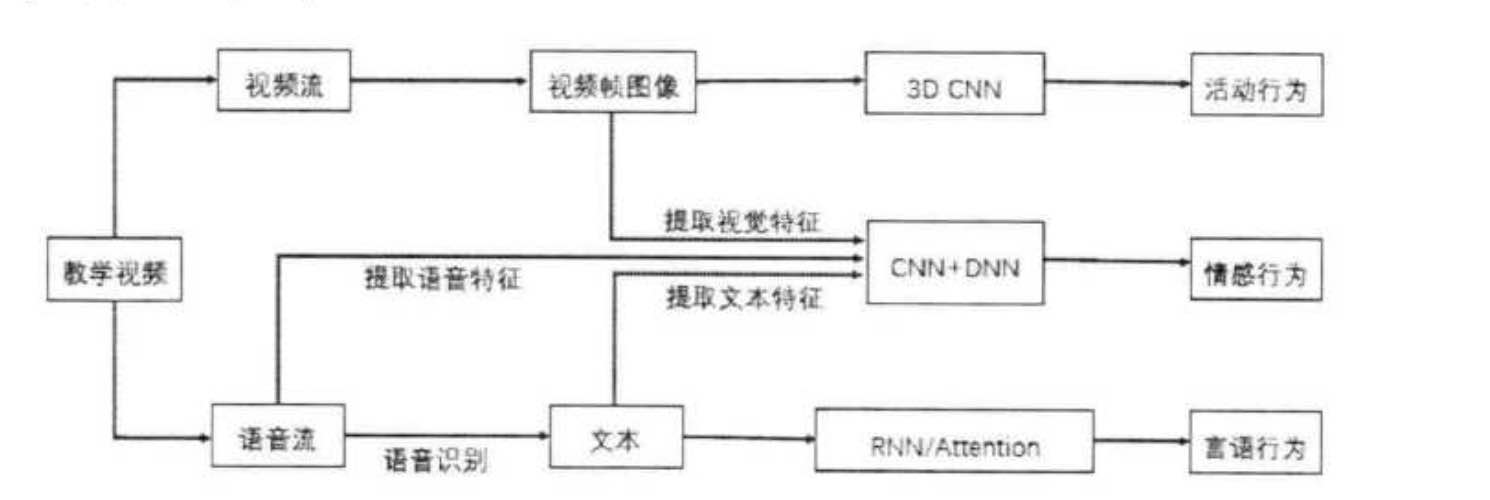 视频流
视频帧图像
3D CNN
活动行为
提取视觉特征
教学视频
提取语音特征
CNN+DNN
情感行为
提取文本特征
语音流
语音识别
文本
RNN/Attention
言语行为